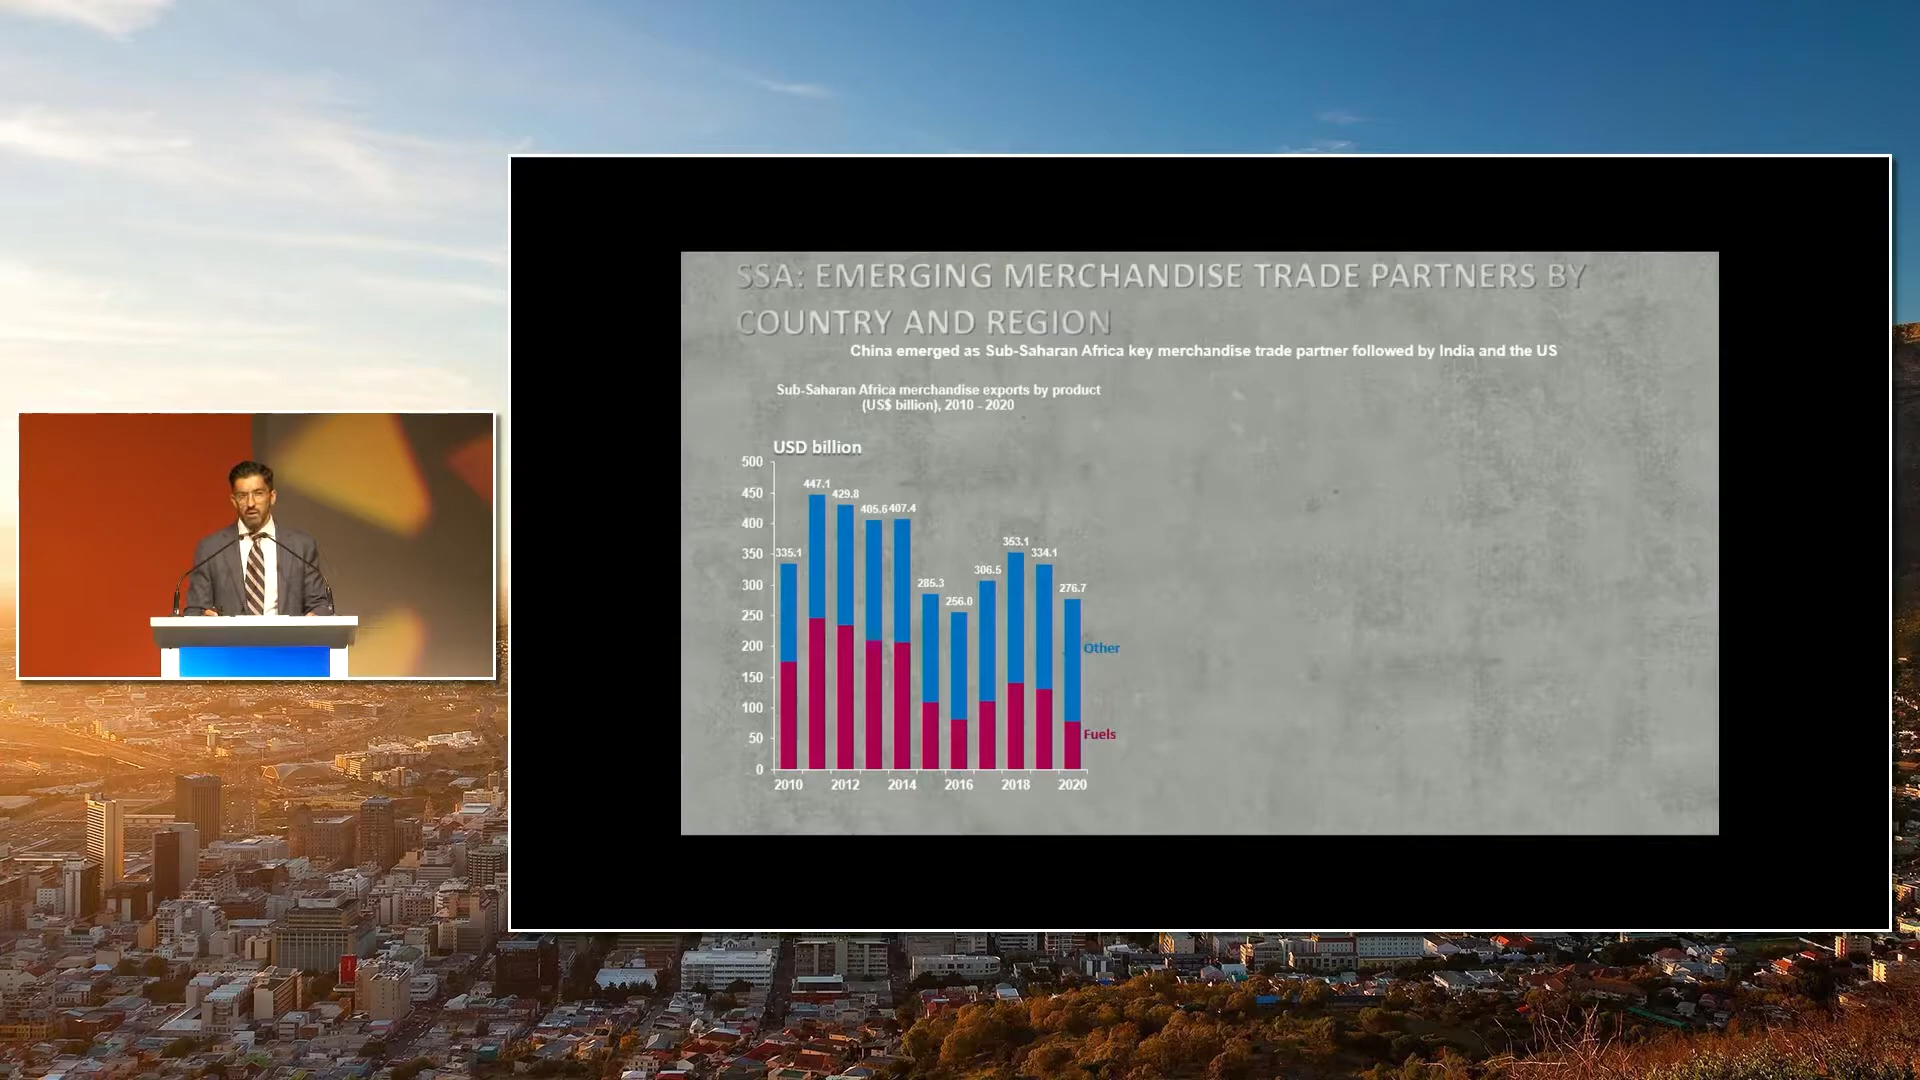 SSA: EMERGING MERCHANDISE TRADE PARTNERS BY
COUNTRY AND REGION
China emerged as Sub-Saharan Africa key merchandise trade partner followed by India and the US
Sub-Saharan Africa merchandise exports by product
(US$ billion), 2010 - 2020
USD billion
500
450
400
350
300
250
200
150
100
50
0
335.1
447.1
429.8
405.6
407.4
285.3
256.0
306.5
353.1
334.1
276.7
Other
Fuels
2010 2012 2014 2016 2018 2020